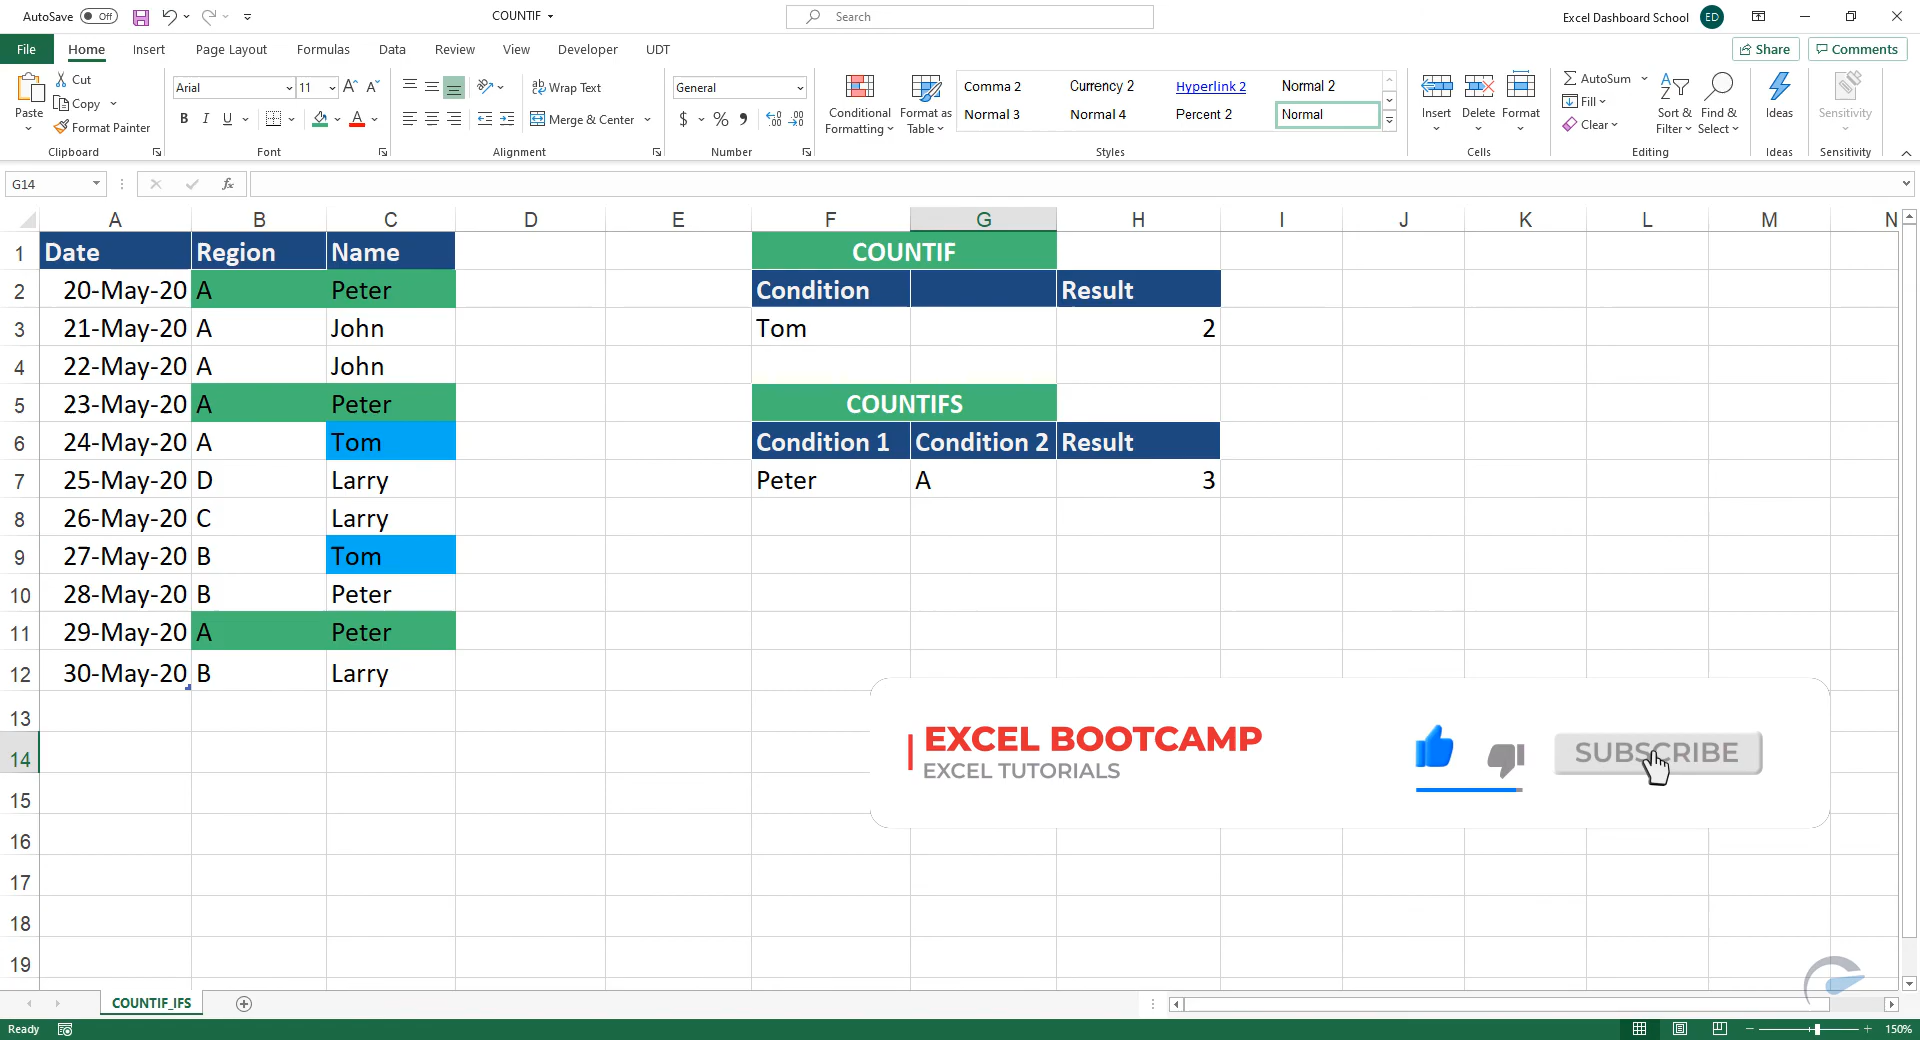 AutoSave Off COUNTIF Search Excel Dashboard School ED
File Home Insert Page Layout Formulas Data Review View Developer UDT Share Comments
Paste Cut Copy Format Painter Clipboard
Arial 11 B I U A Font
Wrap Text Merge & Center Alignment
General $ % Number
Conditional Formatting Format as Table
Comma 2 Currency 2 Hyperlink 2 Normal 2
Normal 3 Normal 4 Percent 2 Normal
Styles
Insert Delete Format Cells
AutoSum Fill Clear Sort & Filter Find & Select Editing
Ideas Ideas
Sensitivity Sensitivity
G14 fx
A B C D E F G H I J K L M N
1 Date Region Name COUNTIF
2 20-May-20 A Peter Condition Result
3 21-May-20 A John Tom 2
4 22-May-20 A John
5 23-May-20 A Peter COUNTIFS
6 24-May-20 A Tom Condition 1 Condition 2 Result
7 25-May-20 D Larry Peter A 3
8 26-May-20 C Larry
9 27-May-20 B Tom
10 28-May-20 B Peter
11 29-May-20 A Peter
12 30-May-20 B Larry
13
14
15
16
17
18
19
EXCEL BOOTCAMP
EXCEL TUTORIALS
SUBSCRIBE
COUNTIF_IFS
Ready 150%